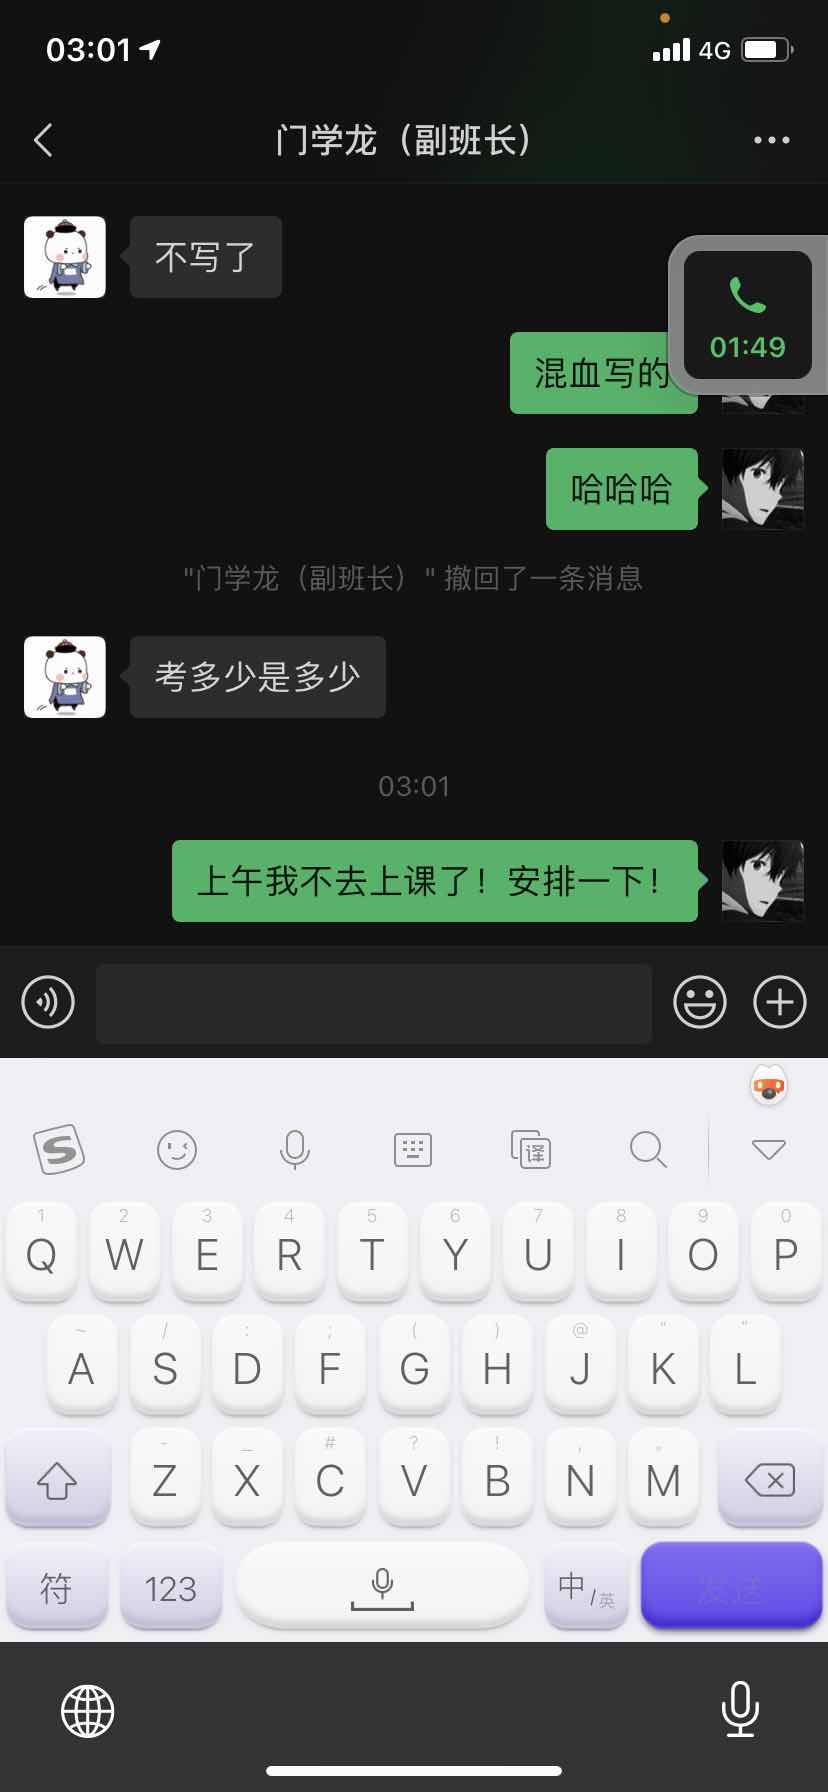 03:01
4G
门学龙（副班长）
不写了
01:49
混血写的
哈哈哈
"门学龙（副班长）" 撤回了一条消息
考多少是多少
03:01
上午我不去上课了！安排一下！
S
译
1 2 3 4 5 6 7 8 9 0
Q W E R T Y U I O P
~ / : ; ( ) @ “ ”
A S D F G H J K L
- _ # ? ! , 。
Z X C V B N M
符 123 中/英 发送